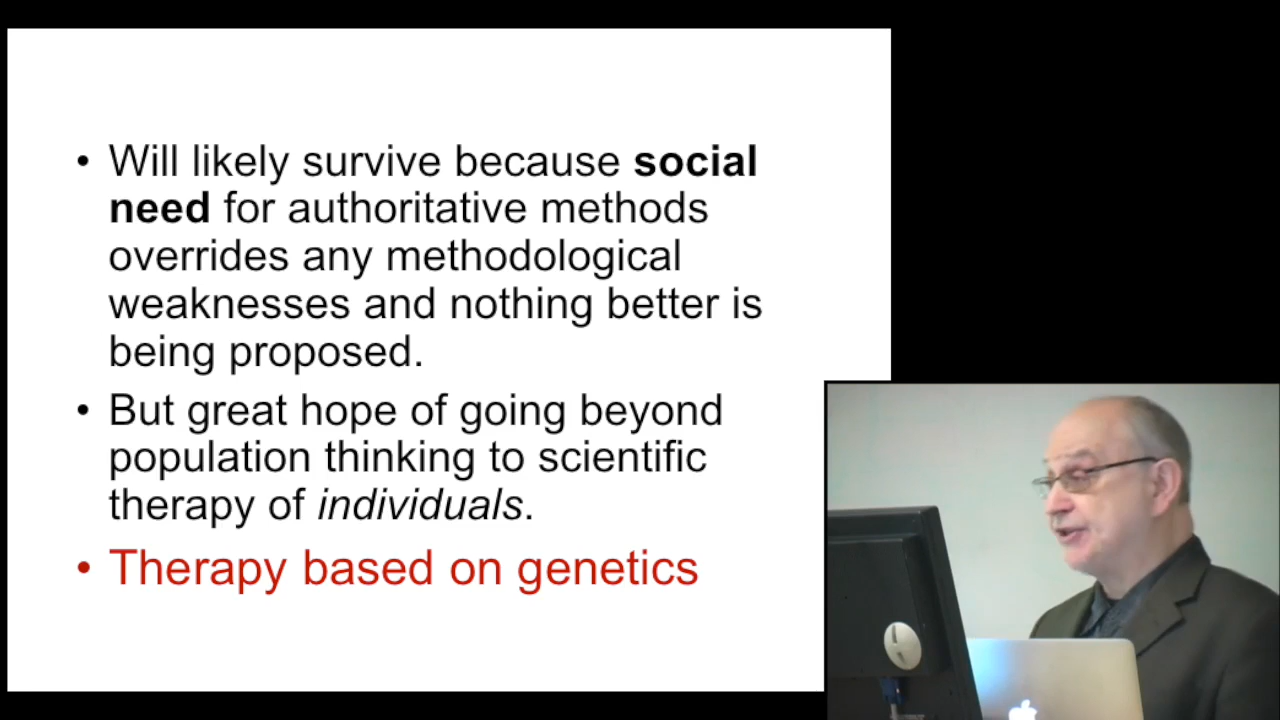 • Will likely survive because social
need for authoritative methods
overrides any methodological
weaknesses and nothing better is
being proposed.
• But great hope of going beyond
population thinking to scientific
therapy of individuals.
• Therapy based on genetics